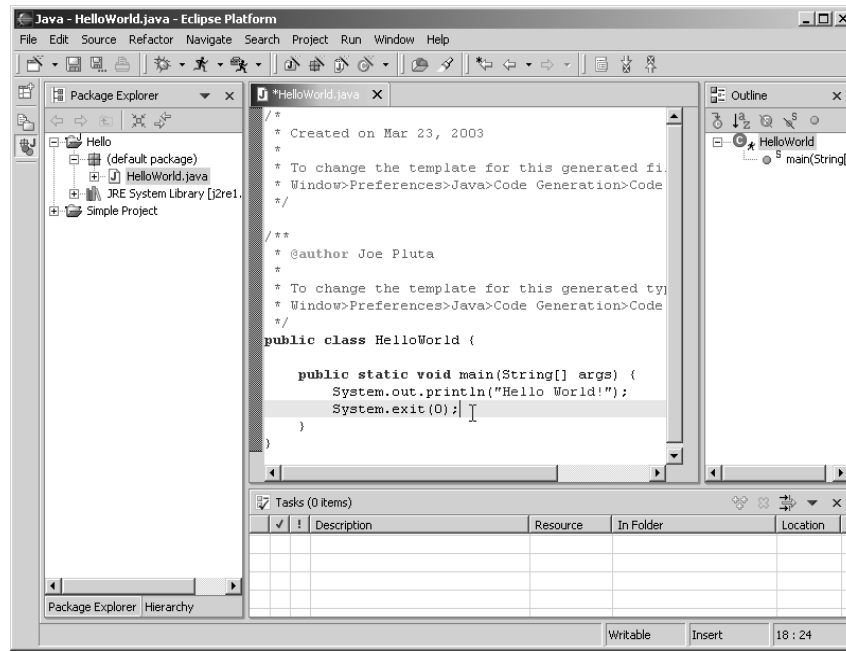 Java - HelloWorld.java - Eclipse Platform
File Edit Source Refactor Navigate Search Project Run Window Help
Package Explorer
Hello
(default package)
HelloWorld.java
JRE System Library [j2re1.
Simple Project
Package Explorer Hierarchy
*HelloWorld.java
/*
* Created on Mar 23, 2003
*
* To change the template for this generated fi.
* Window>Preferences>Java>Code Generation>Code
*/
/**
* @author Joe Pluta
*
* To change the template for this generated typ
* Window>Preferences>Java>Code Generation>Code
*/
public class HelloWorld {
public static void main(String[] args) {
System.out.println("Hello World!");
System.exit(0);
}
}
Outline
HelloWorld
main(String[
Tasks (0 items)
! Description Resource In Folder Location
Writable Insert 18 : 24